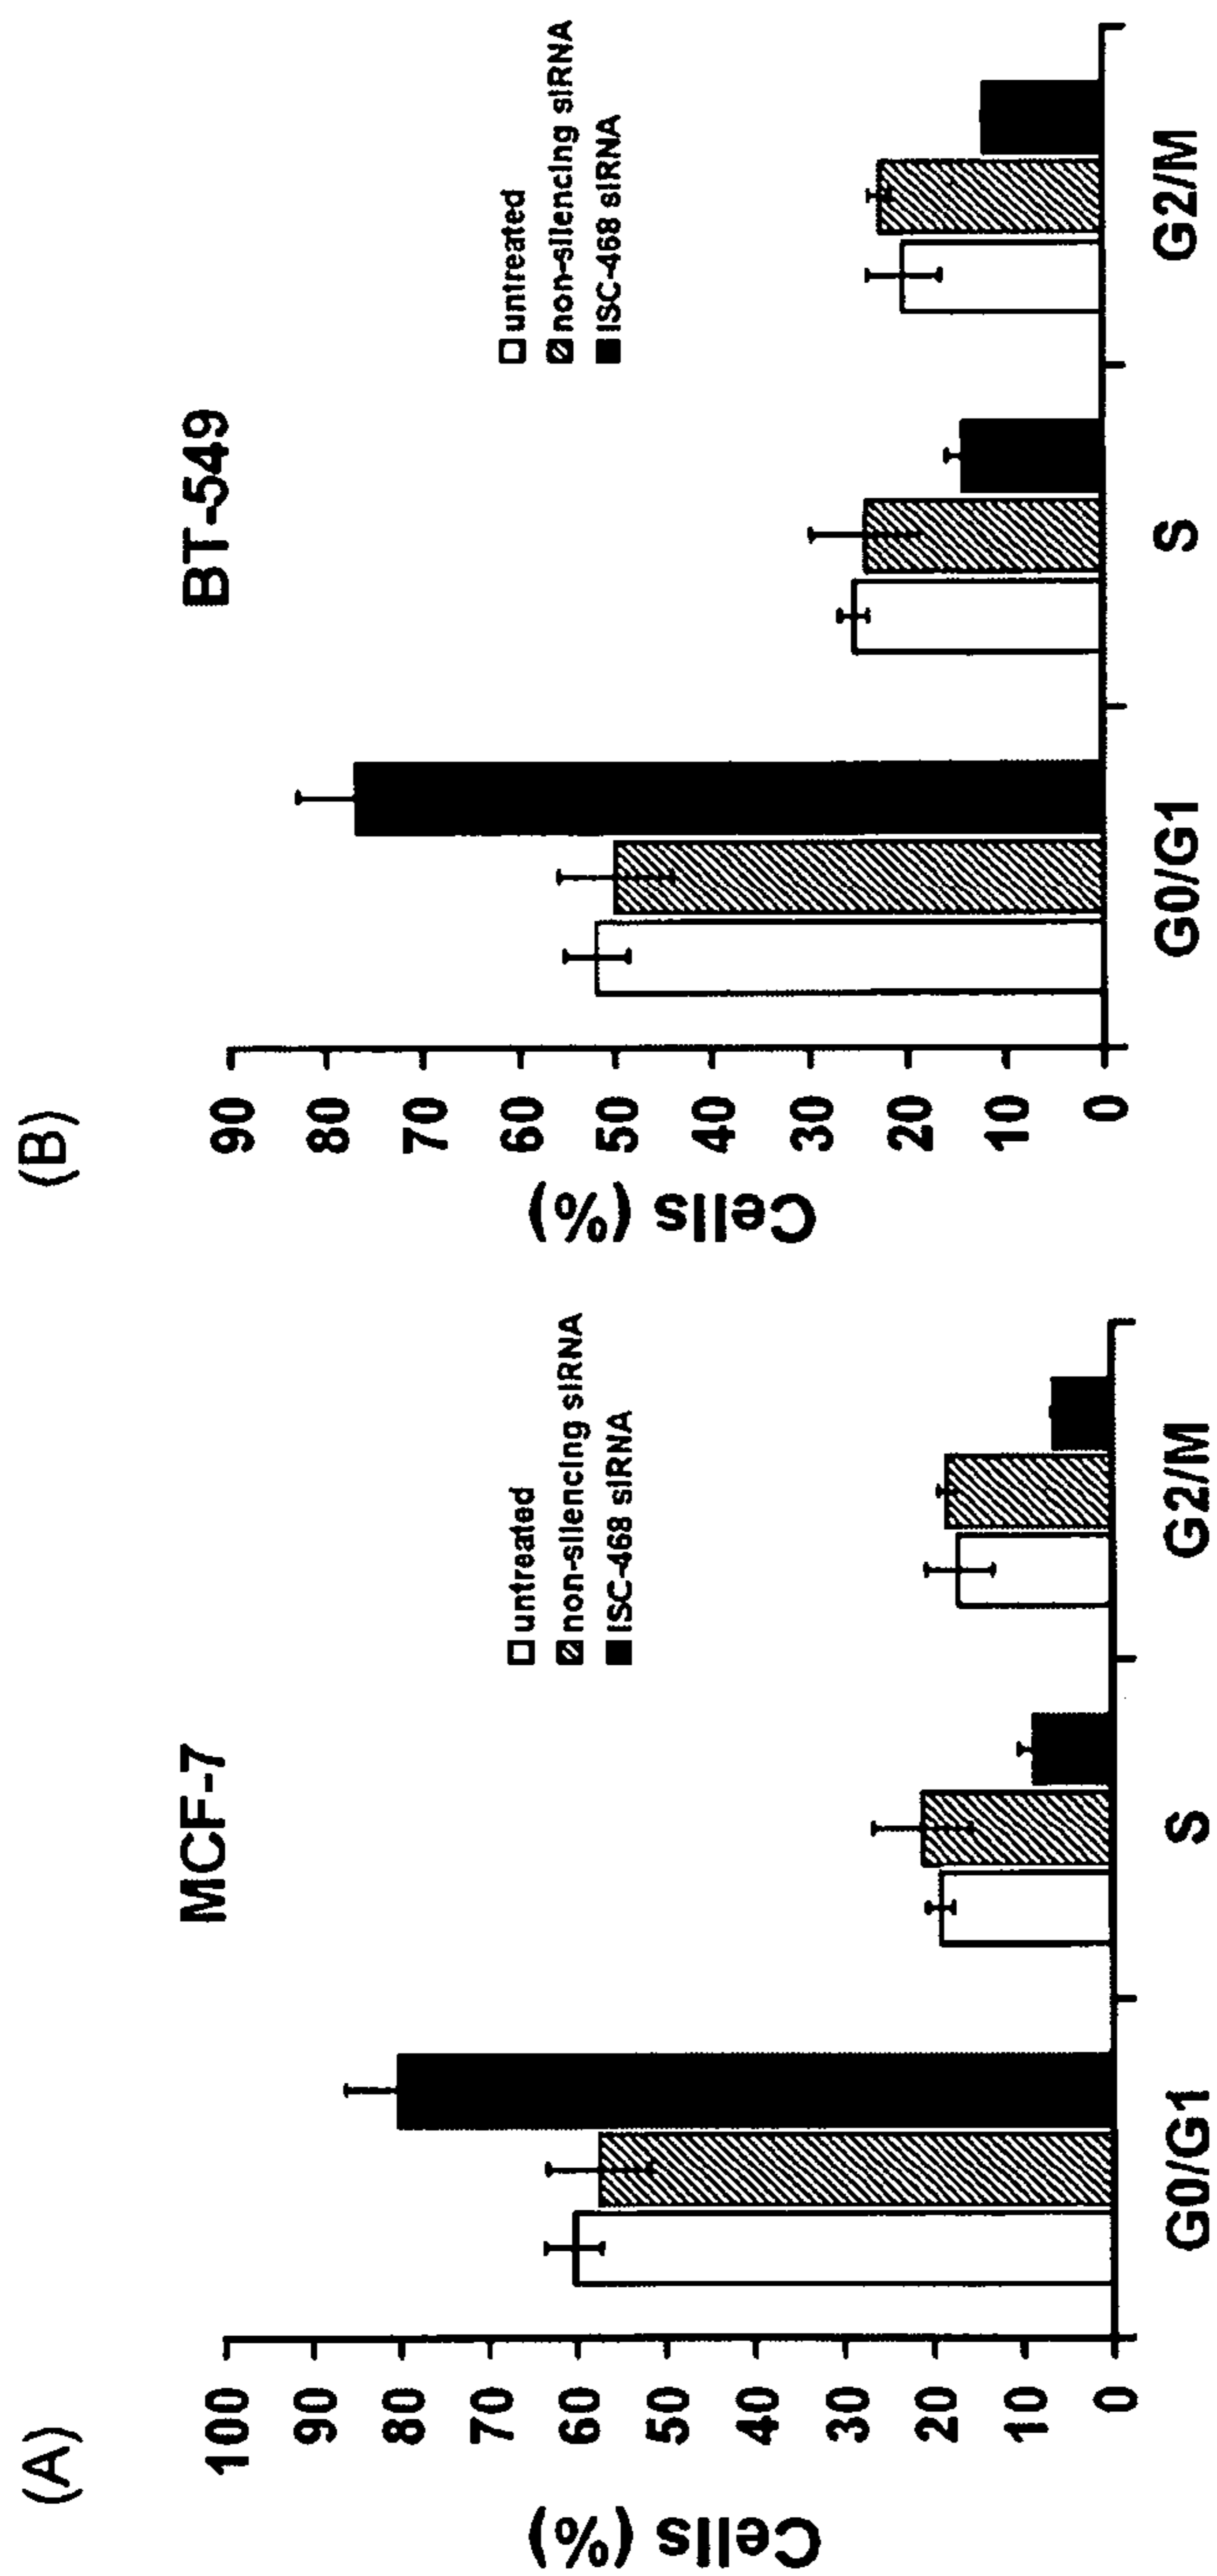 (A)
MCF-7
Cells (%)
100
90
80
70
60
50
40
30
20
10
0
untreated
non-silencing siRNA
ISC-468 siRNA
G0/G1
S
G2/M
(B)
BT-549
Cells (%)
90
80
70
60
50
40
30
20
10
0
untreated
non-silencing siRNA
ISC-468 siRNA
G0/G1
S
G2/M